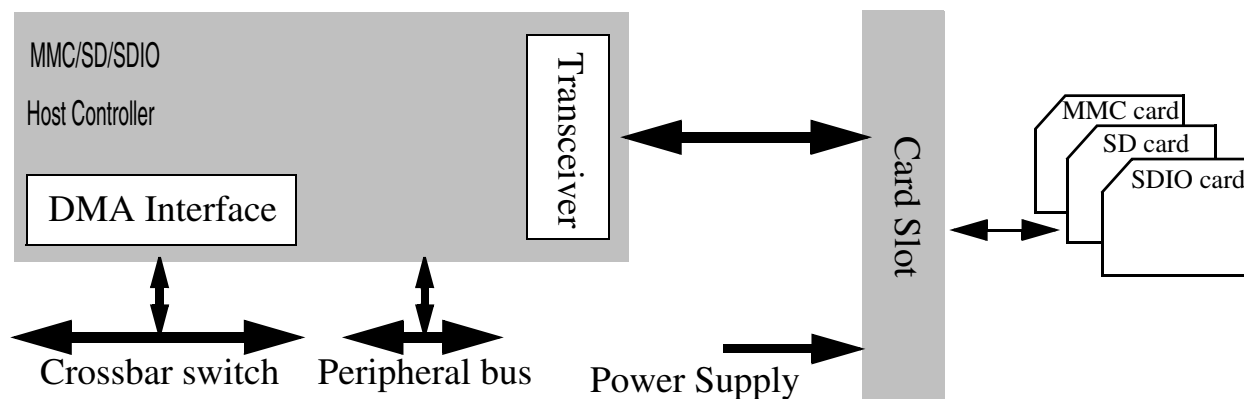 MMC/SD/SDIO
Host Controller
Transceiver
DMA Interface
Card Slot
MMC card
SD card
SDIO card
Crossbar switch
Peripheral bus
Power Supply